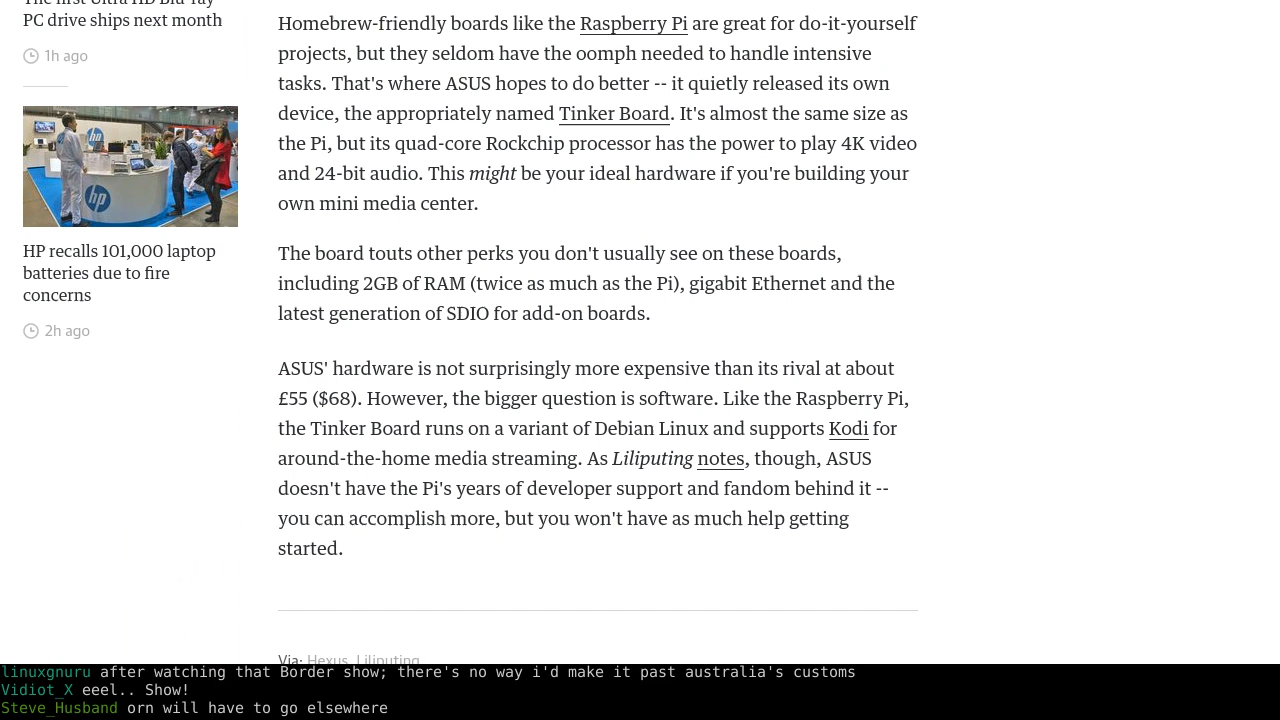 The first Ultra HD Blu-ray
PC drive ships next month
1h ago
HP recalls 101,000 laptop
batteries due to fire
concerns
2h ago
hp
hp
Homebrew-friendly boards like the Raspberry Pi are great for do-it-yourself
projects, but they seldom have the oomph needed to handle intensive
tasks. That's where ASUS hopes to do better -- it quietly released its own
device, the appropriately named Tinker Board. It's almost the same size as
the Pi, but its quad-core Rockchip processor has the power to play 4K video
and 24-bit audio. This might be your ideal hardware if you're building your
own mini media center.
The board touts other perks you don't usually see on these boards,
including 2GB of RAM (twice as much as the Pi), gigabit Ethernet and the
latest generation of SDIO for add-on boards.
ASUS' hardware is not surprisingly more expensive than its rival at about
£55 ($68). However, the bigger question is software. Like the Raspberry Pi,
the Tinker Board runs on a variant of Debian Linux and supports Kodi for
around-the-home media streaming. As Liliputing notes, though, ASUS
doesn't have the Pi's years of developer support and fandom behind it --
you can accomplish more, but you won't have as much help getting
started.
Via: Hexus, Liliputing
linuxgnuru after watching that Border show; there's no way i'd make it past australia's customs
Vidiot_X eeel.. Show!
Steve_Husband orn will have to go elsewhere